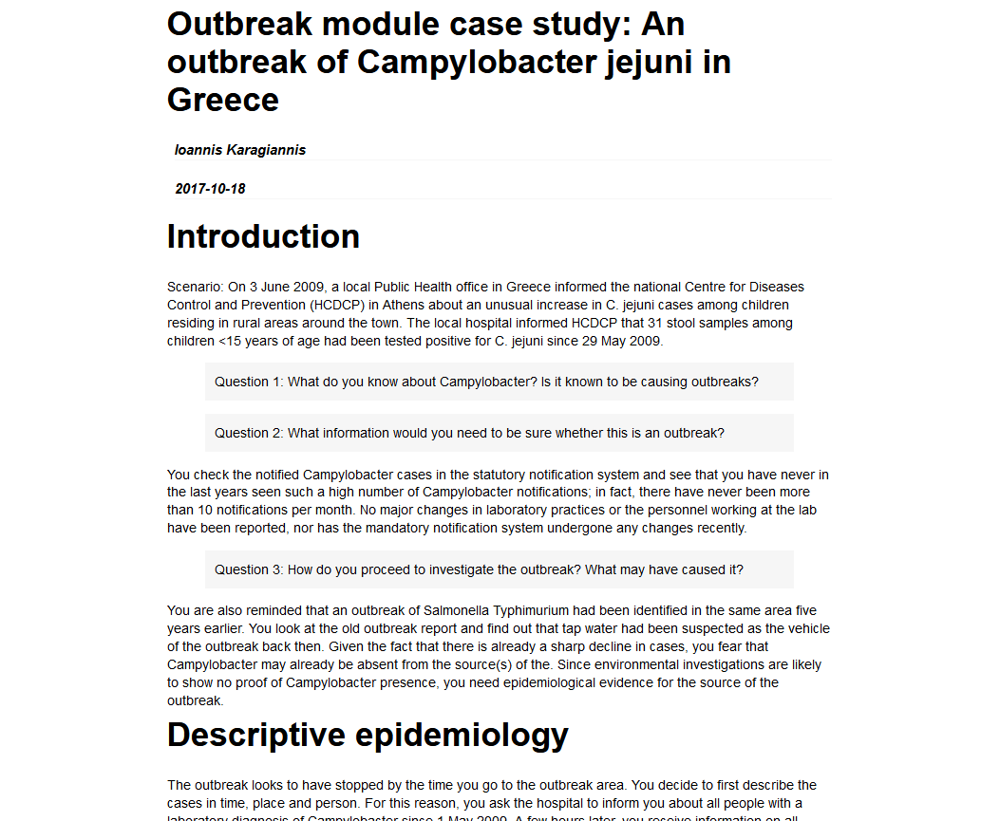 Outbreak module case study: An
outbreak of Campylobacter jejuni in
Greece
Ioannis Karagiannis
2017-10-18
Introduction
Scenario: On 3 June 2009, a local Public Health office in Greece informed the national Centre for Diseases
Control and Prevention (HCDCP) in Athens about an unusual increase in C. jejuni cases among children
residing in rural areas around the town. The local hospital informed HCDCP that 31 stool samples among
children <15 years of age had been tested positive for C. jejuni since 29 May 2009.
Question 1: What do you know about Campylobacter? Is it known to be causing outbreaks?
Question 2: What information would you need to be sure whether this is an outbreak?
You check the notified Campylobacter cases in the statutory notification system and see that you have never in
the last years seen such a high number of Campylobacter notifications; in fact, there have never been more
than 10 notifications per month. No major changes in laboratory practices or the personnel working at the lab
have been reported, nor has the mandatory notification system undergone any changes recently.
Question 3: How do you proceed to investigate the outbreak? What may have caused it?
You are also reminded that an outbreak of Salmonella Typhimurium had been identified in the same area five
years earlier. You look at the old outbreak report and find out that tap water had been suspected as the vehicle
of the outbreak back then. Given the fact that there is already a sharp decline in cases, you fear that
Campylobacter may already be absent from the source(s) of the. Since environmental investigations are likely
to show no proof of Campylobacter presence, you need epidemiological evidence for the source of the
outbreak.
Descriptive epidemiology
The outbreak looks to have stopped by the time you go to the outbreak area. You decide to first describe the
cases in time, place and person. For this reason, you ask the hospital to inform you about all people with a
laboratory diagnosis of Campylobacter since 1 May 2009. A few hours later, you receive information on all